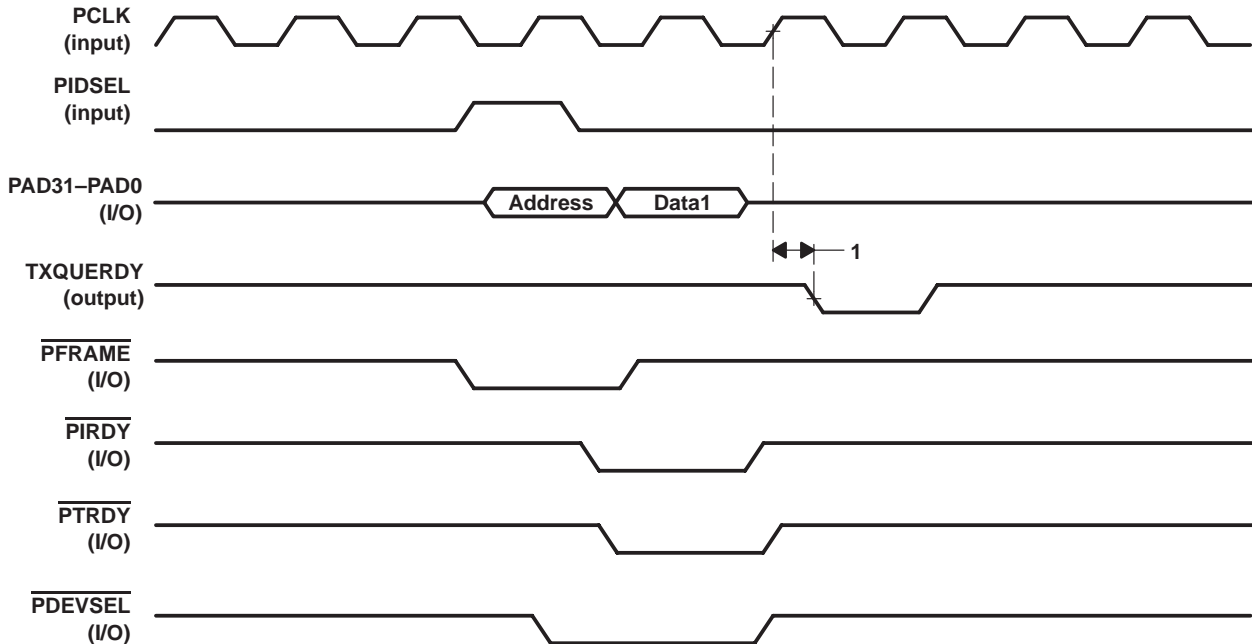 PCLK
(input)
PIDSEL
(input)
PAD31–PAD0
(I/O)
Address
Data1
1
TXQUERDY
(output)
PFRAME
(I/O)
PIRDY
(I/O)
PTRDY
(I/O)
PDEVSEL
(I/O)